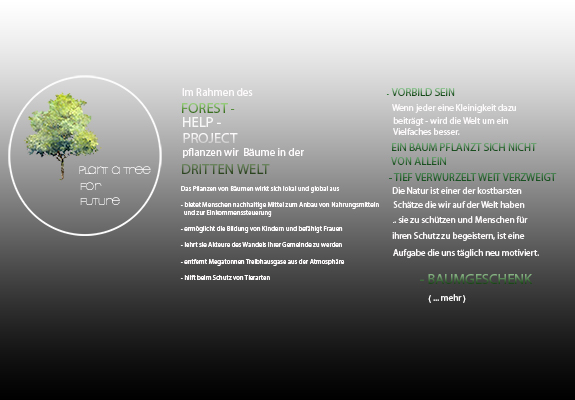 Plant a tree
for
future
Im Rahmen des
FOREST -
HELP -
PROJECT
pflanzen wir Bäume in der
DRITTEN WELT
Das Pflanzen von Bäumen wirkt sich lokal und global aus
- bietet Menschen nachhaltige Mittel zum Anbau von Nahrungsmitteln
und zur Einkommenssteuerung
- ermöglicht die Bildung von Kindern und befähigt Frauen
- lehrt sie Akteure des Wandels Ihrer Gemeinde zu werden
- entfernt Megatonnen Treibhausgase aus der Atmosphäre
- hilft beim Schutz von Tierarten
- VORBILD SEIN
Wenn jeder eine Kleinigkeit dazu
beiträgt - wird die Welt um ein
Vielfaches besser.
EIN BAUM PFLANZT SICH NICHT
VON ALLEIN
- TIEF VERWURZELT WEIT VERZWEIGT
Die Natur ist einer der kostbarsten
Schätze die wir auf der Welt haben
.. sie zu schützen und Menschen für
ihren Schutz zu begeistern, ist eine
Aufgabe die uns täglich neu motiviert.
- BAUMGESCHENK
( ... mehr )